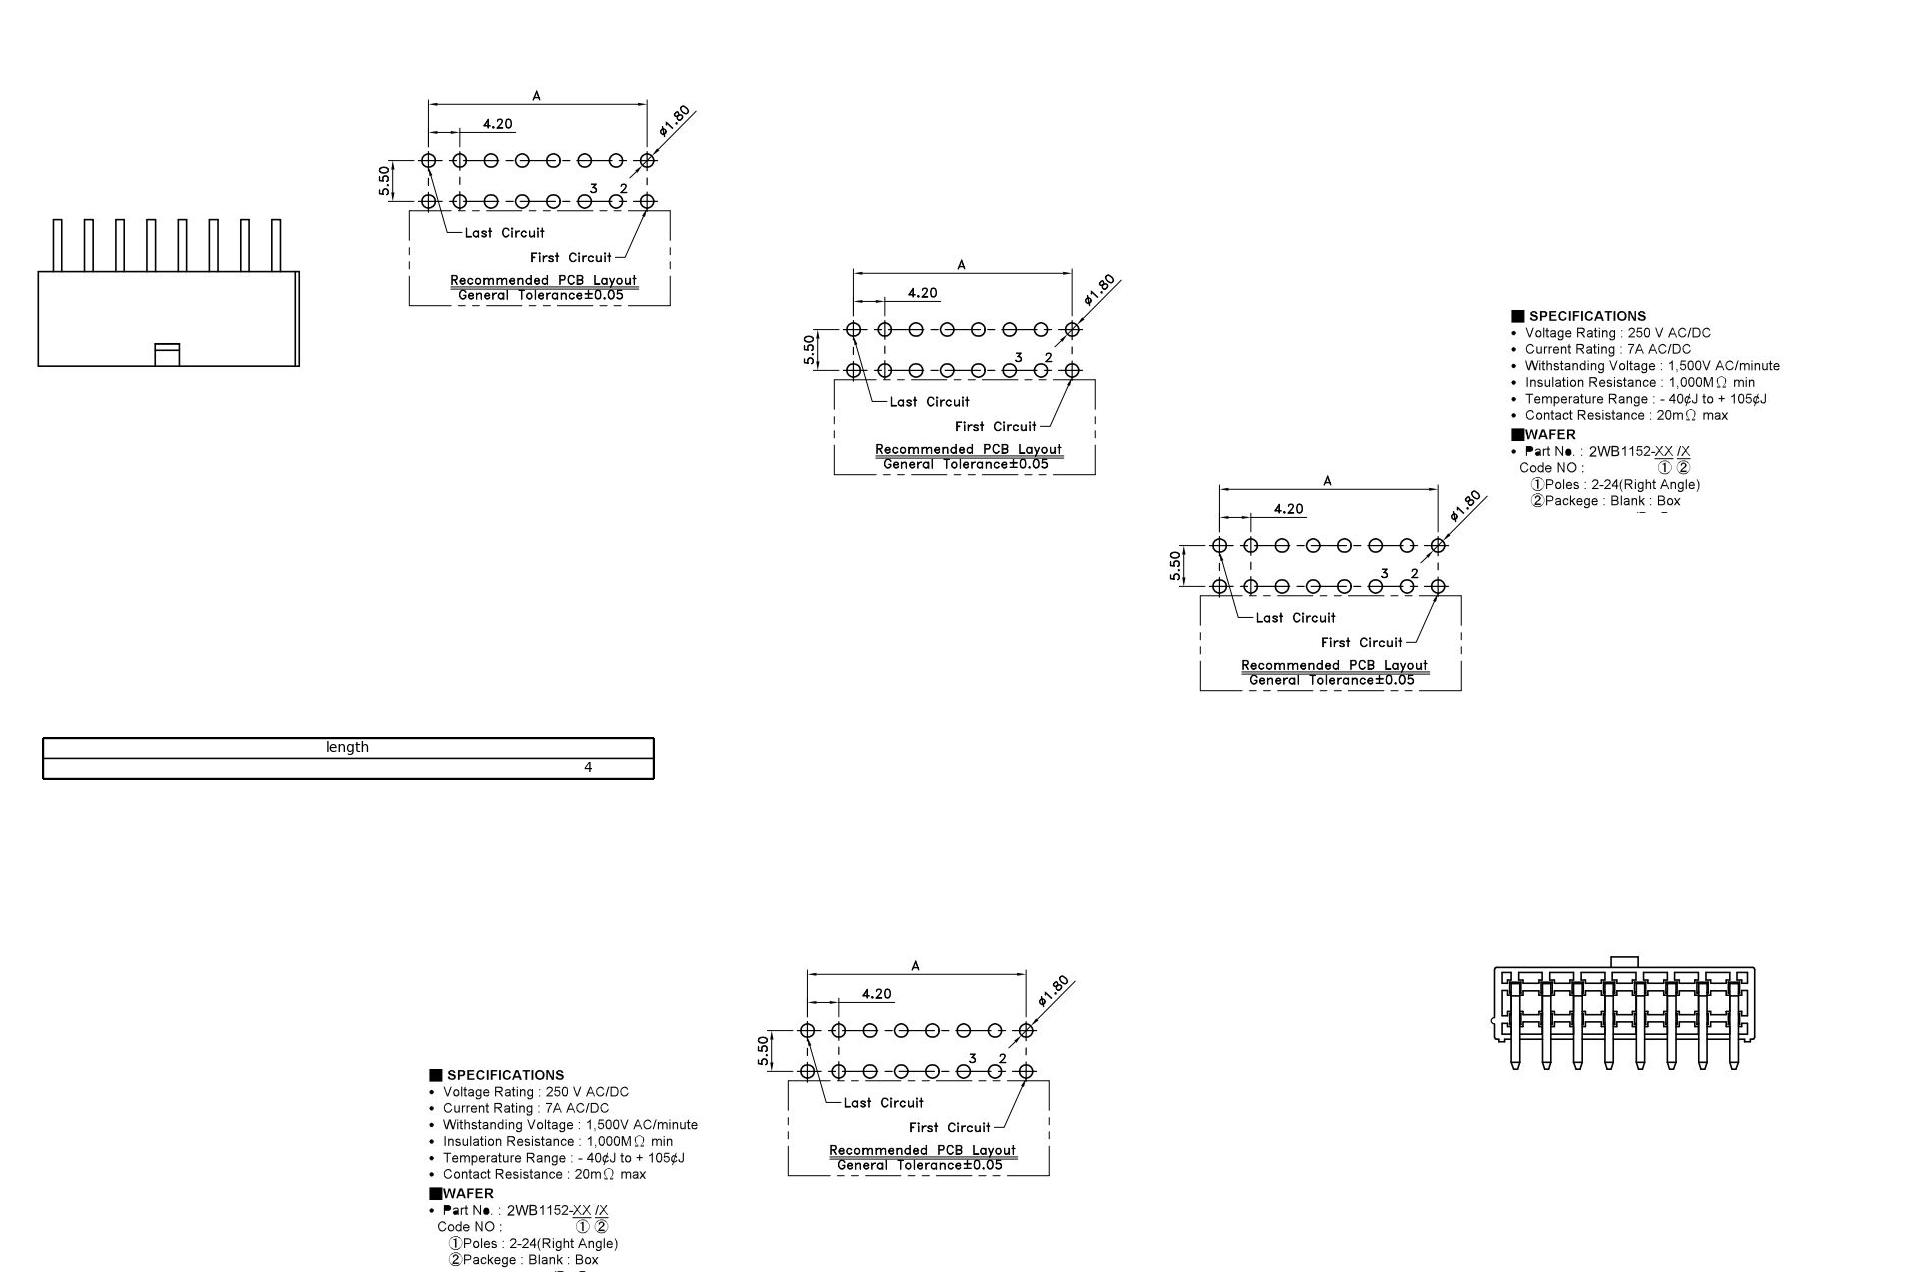 A
4.20
ø1.80
5.50
3 2
Last Circuit
First Circuit
Recommended PCB Layout
General Tolerance±0.05
A
4.20
ø1.80
5.50
3 2
Last Circuit
First Circuit
Recommended PCB Layout
General Tolerance±0.05
■ SPECIFICATIONS
• Voltage Rating : 250 V AC/DC
• Current Rating : 7A AC/DC
• Withstanding Voltage : 1,500V AC/minute
• Insulation Resistance : 1,000MΩ min
• Temperature Range : - 40¢J to + 105¢J
• Contact Resistance : 20mΩ max
■WAFER
• Part No. : 2WB1152-XX /X
Code NO : ① ②
①Poles : 2-24(Right Angle)
②Packege : Blank : Box
A
4.20
ø1.80
5.50
3 2
Last Circuit
First Circuit
Recommended PCB Layout
General Tolerance±0.05
length
4
A
4.20
ø1.80
5.50
3 2
Last Circuit
First Circuit
Recommended PCB Layout
General Tolerance±0.05
■ SPECIFICATIONS
• Voltage Rating : 250 V AC/DC
• Current Rating : 7A AC/DC
• Withstanding Voltage : 1,500V AC/minute
• Insulation Resistance : 1,000MΩ min
• Temperature Range : - 40¢J to + 105¢J
• Contact Resistance : 20mΩ max
■WAFER
• Part No. : 2WB1152-XX /X
Code NO : ① ②
①Poles : 2-24(Right Angle)
②Packege : Blank : Box